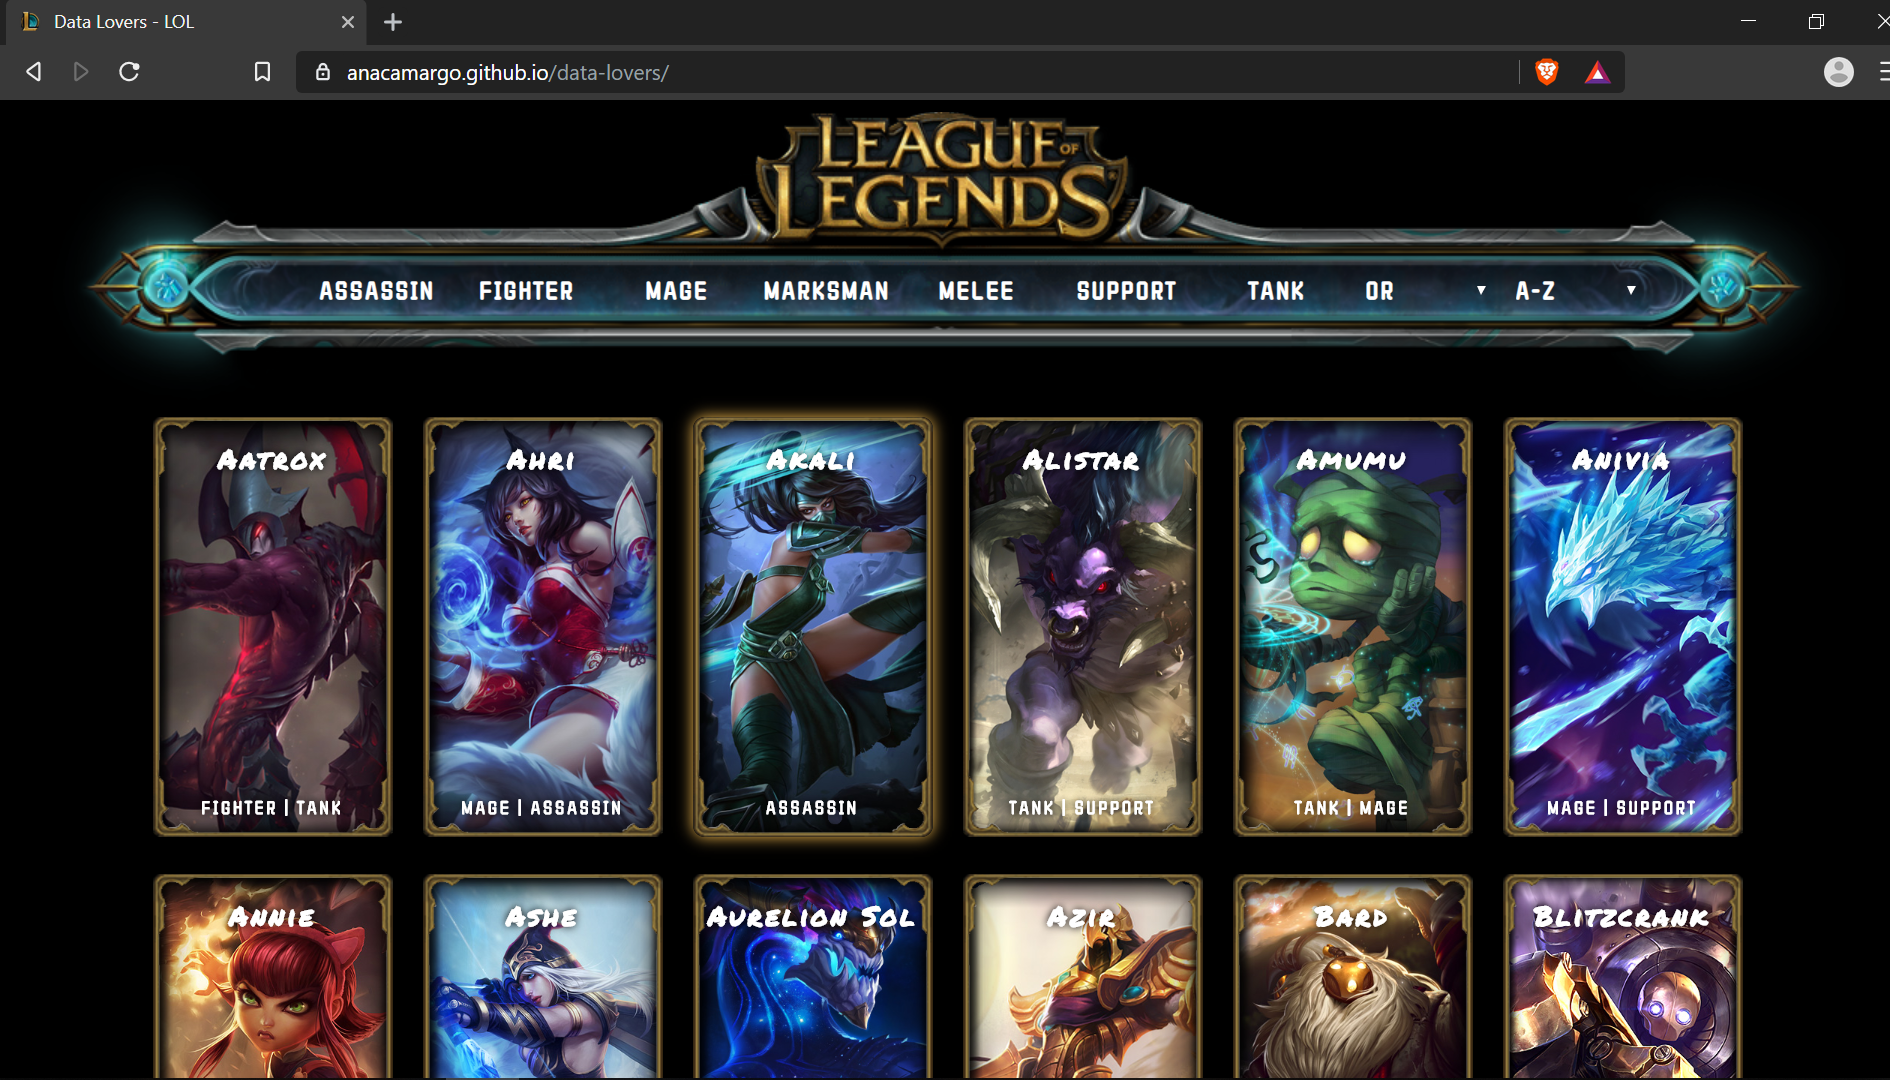 Data Lovers - LOL
anacamargo.github.io/data-lovers/
LEAGUE OF
LEGENDS
ASSASSIN FIGHTER MAGE MARKSMAN MELEE SUPPORT TANK OR ▼ A-Z ▼
AATROX AHRI AKALI ALISTAR AMUMU ANIVIA
FIGHTER | TANK MAGE | ASSASSIN ASSASSIN TANK | SUPPORT TANK | MAGE MAGE | SUPPORT
ANNIE ASHE AURELION SOL AZIR BARD BLITZCRANK